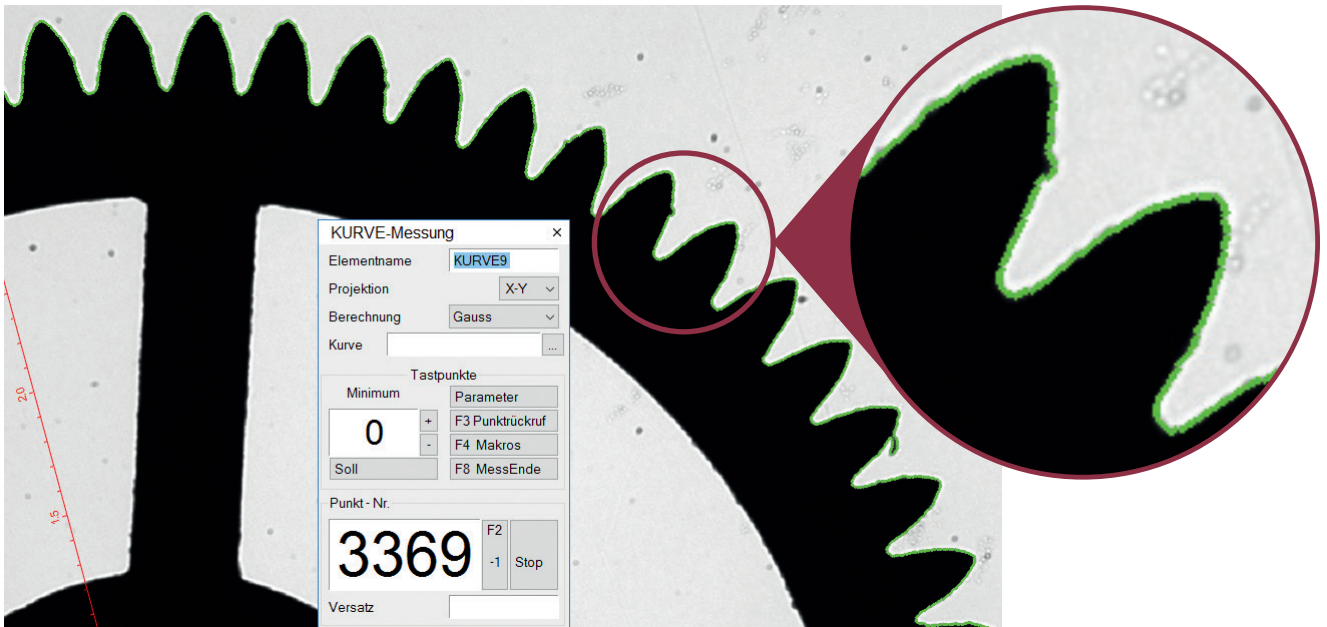 KURVE-Messung ×
Elementname KURVE9
Projektion X-Y
Berechnung Gauss
Kurve ...
Tastpunkte
Minimum Parameter
0 + F3 Punktrückruf
- F4 Makros
Soll F8 MessEnde
Punkt - Nr.
3369 F2 -1 Stop
Versatz
20
15